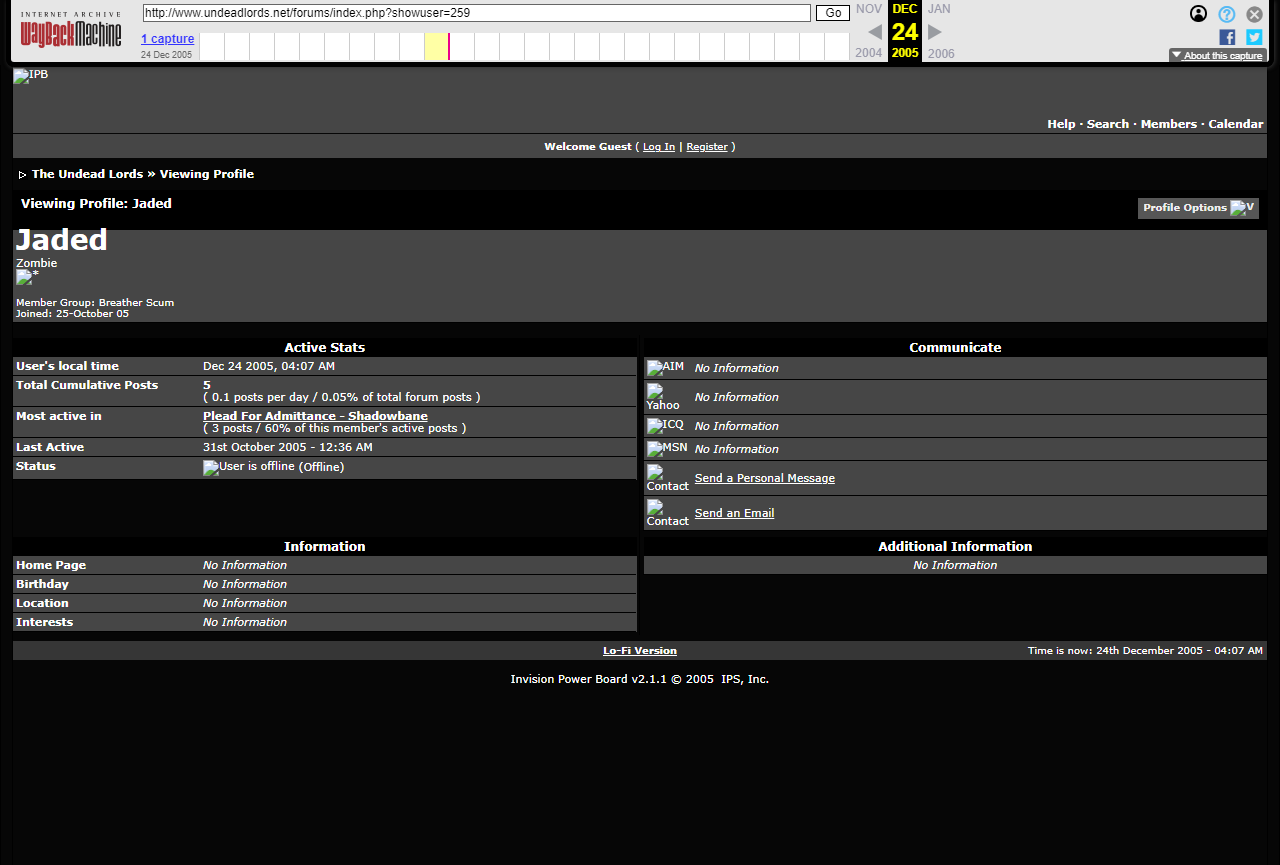 INTERNET ARCHIVE
WayBackMachine
http://www.undeadlords.net/forums/index.php?showuser=259
Go
NOV DEC JAN
1 capture
24
24 Dec 2005
2004 2005 2006
About this capture
IPB
Help · Search · Members · Calendar
Welcome Guest ( Log In | Register )
The Undead Lords » Viewing Profile
Viewing Profile: Jaded
Profile Options V
Jaded
Zombie
*
Member Group: Breather Scum
Joined: 25-October 05
Active Stats
User's local time Dec 24 2005, 04:07 AM
Total Cumulative Posts 5
( 0.1 posts per day / 0.05% of total forum posts )
Most active in Plead For Admittance - Shadowbane
( 3 posts / 60% of this member's active posts )
Last Active 31st October 2005 - 12:36 AM
Status User is offline (Offline)
Communicate
AIM No Information
Yahoo No Information
ICQ No Information
MSN No Information
Contact Send a Personal Message
Contact Send an Email
Information
Home Page No Information
Birthday No Information
Location No Information
Interests No Information
Additional Information
No Information
Lo-Fi Version
Time is now: 24th December 2005 - 04:07 AM
Invision Power Board v2.1.1 © 2005 IPS, Inc.